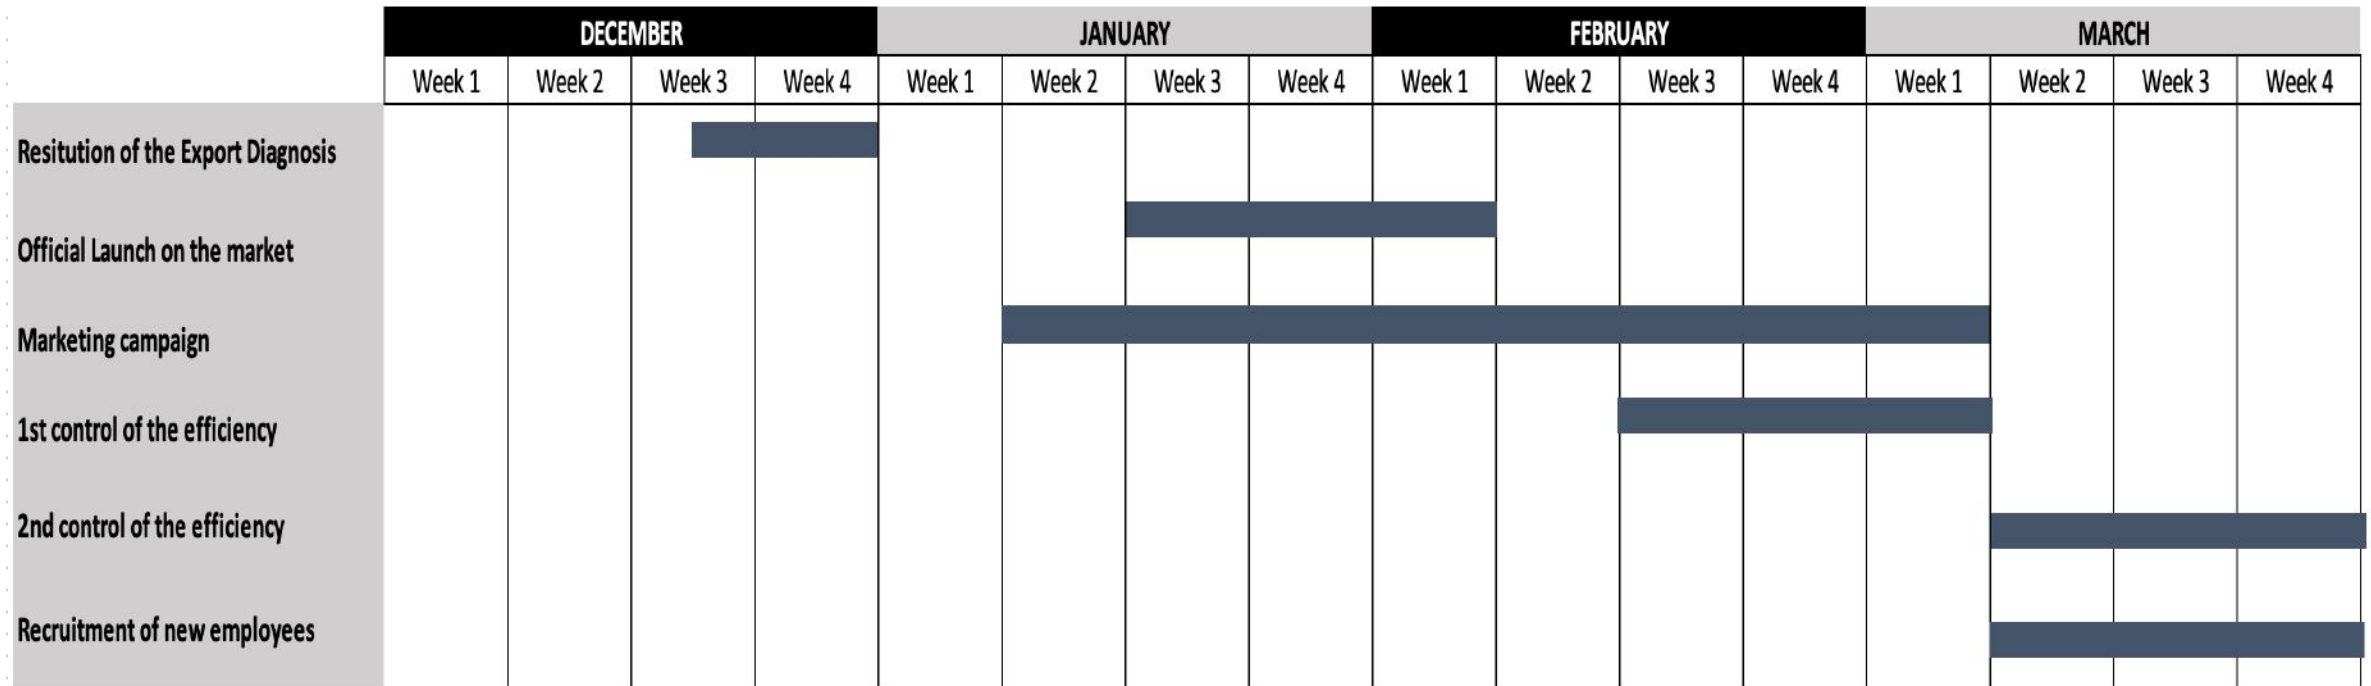 DECEMBER JANUARY FEBRUARY MARCH
Week 1 Week 2 Week 3 Week 4 Week 1 Week 2 Week 3 Week 4 Week 1 Week 2 Week 3 Week 4 Week 1 Week 2 Week 3 Week 4
Resitution of the Export Diagnosis
Official Launch on the market
Marketing campaign
1st control of the efficiency
2nd control of the efficiency
Recruitment of new employees